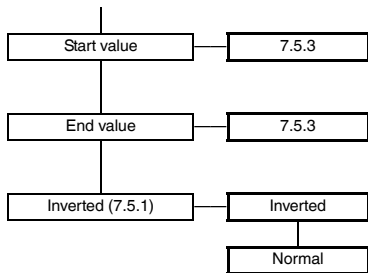 Start value
7.5.3
End value
7.5.3
Inverted (7.5.1)
Inverted
Normal